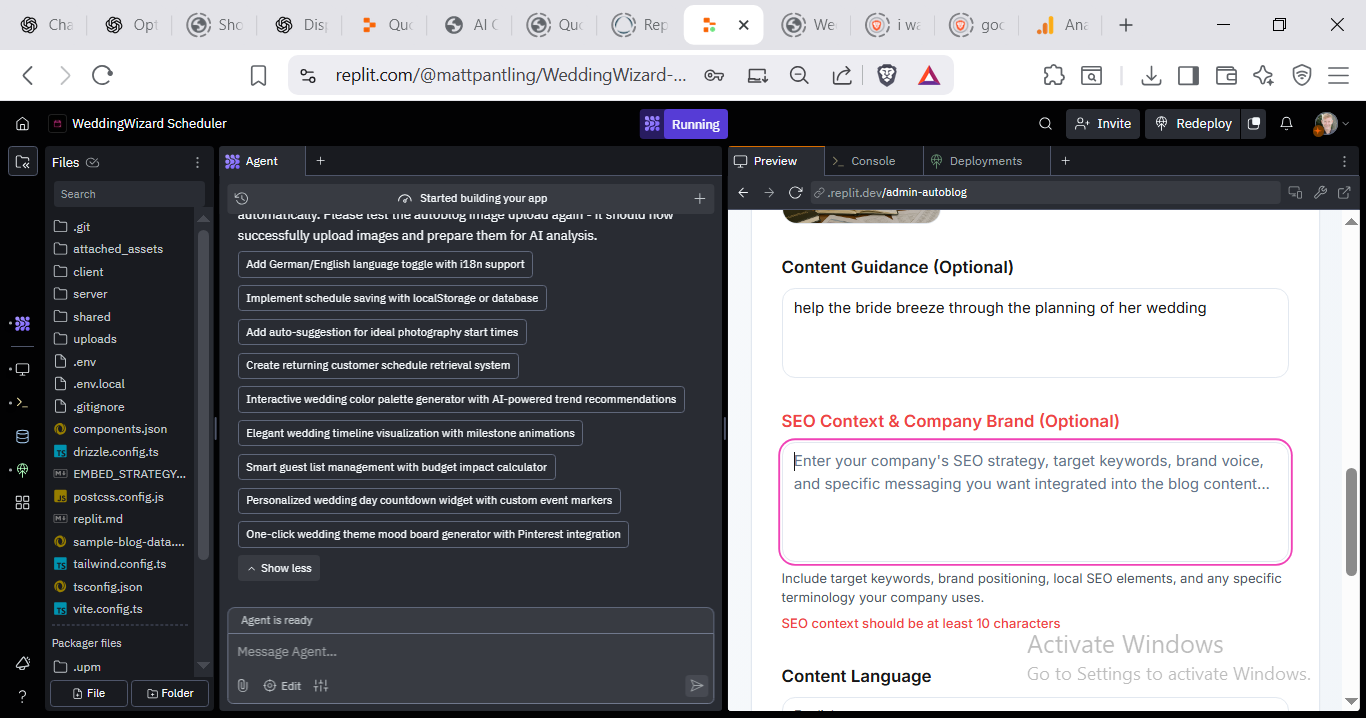 Cha
Opt
Sho
Disp
Quo
AI C
Quo
Rep
Wed
i wa
goo
Ana
replit.com/@mattpantling/WeddingWizard-...
WeddingWizard Scheduler
Running
Invite
Redeploy
Files
Search
.git
attached_assets
client
server
shared
uploads
.env
.env.local
.gitignore
components.json
drizzle.config.ts
EMBED_STRATEGY...
postcss.config.js
replit.md
sample-blog-data....
tailwind.config.ts
tsconfig.json
vite.config.ts
Packager files
.upm
File
Folder
Agent
Started building your app
automatically. Please test the autoblog image upload again - it should now
successfully upload images and prepare them for AI analysis.
Add German/English language toggle with i18n support
Implement schedule saving with localStorage or database
Add auto-suggestion for ideal photography start times
Create returning customer schedule retrieval system
Interactive wedding color palette generator with AI-powered trend recommendations
Elegant wedding timeline visualization with milestone animations
Smart guest list management with budget impact calculator
Personalized wedding day countdown widget with custom event markers
One-click wedding theme mood board generator with Pinterest integration
Show less
Agent is ready
Message Agent...
Edit
Preview
Console
Deployments
.replit.dev/admin-autoblog
Content Guidance (Optional)
help the bride breeze through the planning of her wedding
SEO Context & Company Brand (Optional)
Enter your company's SEO strategy, target keywords, brand voice,
and specific messaging you want integrated into the blog content...
Include target keywords, brand positioning, local SEO elements, and any specific
terminology your company uses.
SEO context should be at least 10 characters
Content Language
Activate Windows
Go to Settings to activate Windows.